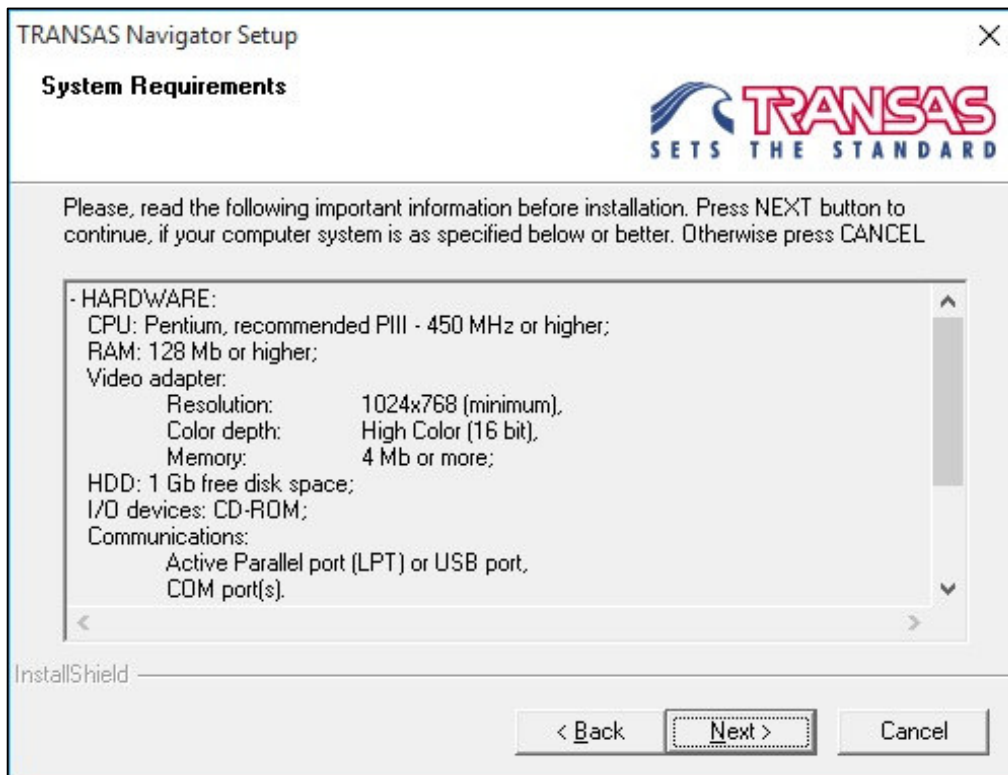 TRANSAS Navigator Setup
System Requirements
TRANSAS
SETS THE STANDARD
Please, read the following important information before installation. Press NEXT button to
continue, if your computer system is as specified below or better. Otherwise press CANCEL
- HARDWARE:
CPU: Pentium, recommended PIII - 450 MHz or higher;
RAM: 128 Mb or higher;
Video adapter:
Resolution: 1024x768 (minimum),
Color depth: High Color (16 bit),
Memory: 4 Mb or more;
HDD: 1 Gb free disk space;
I/O devices: CD-ROM;
Communications:
Active Parallel port (LPT) or USB port,
COM port(s).
InstallShield
< Back Next > Cancel